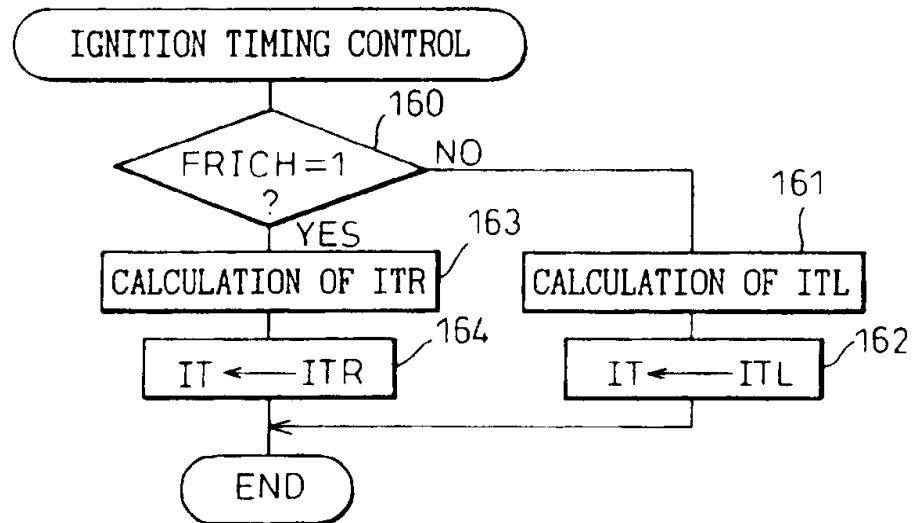 IGNITION TIMING CONTROL
160
FRICH=1
?
NO
YES
163
161
CALCULATION OF ITR
CALCULATION OF ITL
164
162
IT ← ITR
IT ← ITL
END